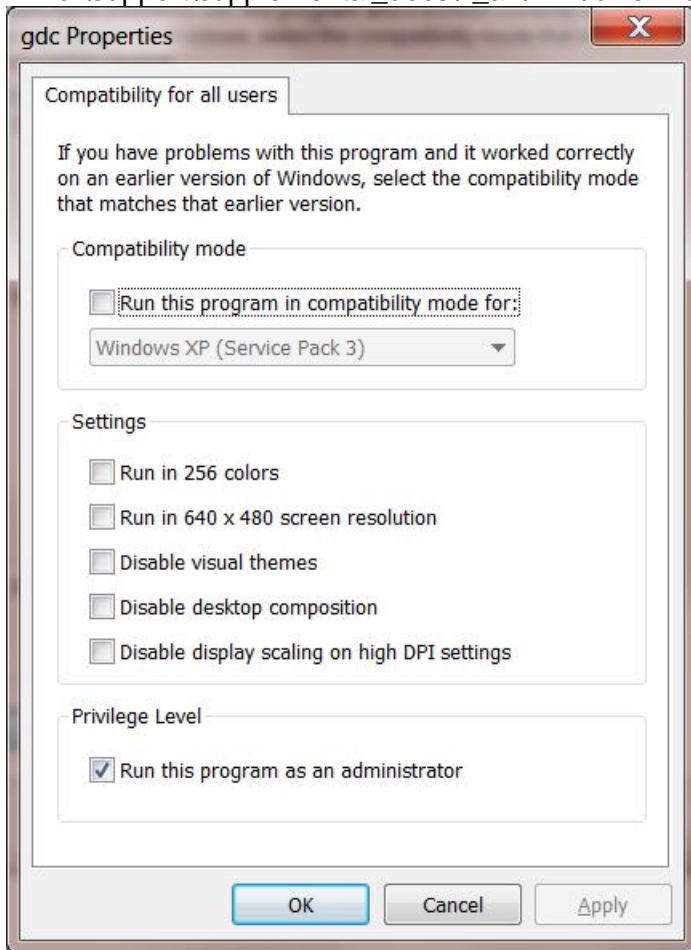 gdc Properties
Compatibility for all users
If you have problems with this program and it worked correctly
on an earlier version of Windows, select the compatibility mode
that matches that earlier version.
Compatibility mode
Run this program in compatibility mode for:
Windows XP (Service Pack 3)
Settings
Run in 256 colors
Run in 640 x 480 screen resolution
Disable visual themes
Disable desktop composition
Disable display scaling on high DPI settings
Privilege Level
Run this program as an administrator
OK Cancel Apply